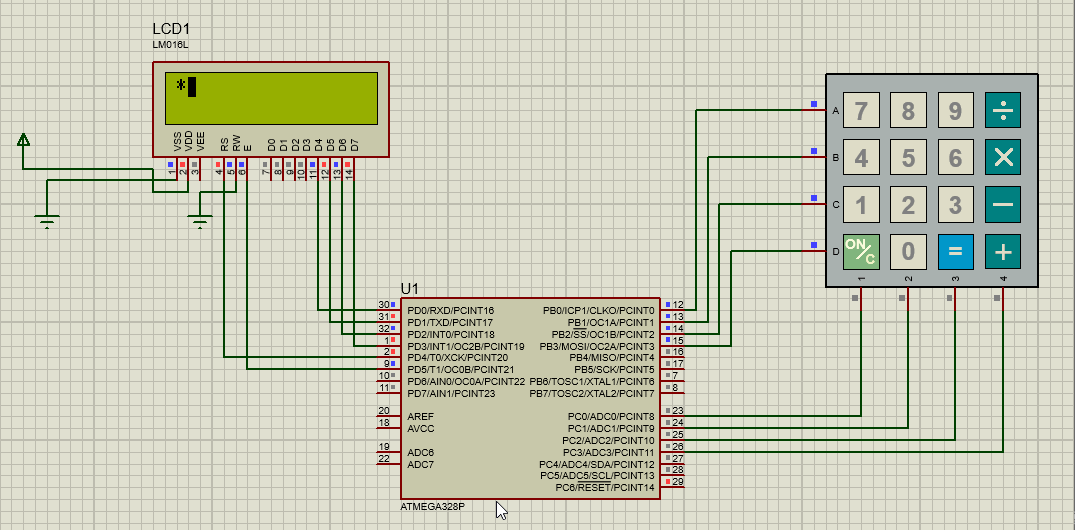 LCD1
LM016L
*
VSS VDD VEE RS RW E D0 D1 D2 D3 D4 D5 D6 D7
1 2 3 4 5 6 7 8 9 10 11 12 13 14
A 7 8 9 ÷
B 4 5 6 ×
C 1 2 3 −
D ON/C 0 = +
1 2 3 4
U1
30 PD0/RXD/PCINT16 PB0/ICP1/CLKO/PCINT0 12
31 PD1/TXD/PCINT17 PB1/OC1A/PCINT1 13
32 PD2/INT0/PCINT18 PB2/SS/OC1B/PCINT2 14
1 PD3/INT1/OC2B/PCINT19 PB3/MOSI/OC2A/PCINT3 15
2 PD4/T0/XCK/PCINT20 PB4/MISO/PCINT4 16
9 PD5/T1/OC0B/PCINT21 PB5/SCK/PCINT5 17
10 PD6/AIN0/OC0A/PCINT22 PB6/TOSC1/XTAL1/PCINT6 7
11 PD7/AIN1/PCINT23 PB7/TOSC2/XTAL2/PCINT7 8
20 AREF PC0/ADC0/PCINT8 23
18 AVCC PC1/ADC1/PCINT9 24
PC2/ADC2/PCINT10 25
19 ADC6 PC3/ADC3/PCINT11 26
22 ADC7 PC4/ADC4/SDA/PCINT12 27
PC5/ADC5/SCL/PCINT13 28
PC6/RESET/PCINT14 29
ATMEGA328P